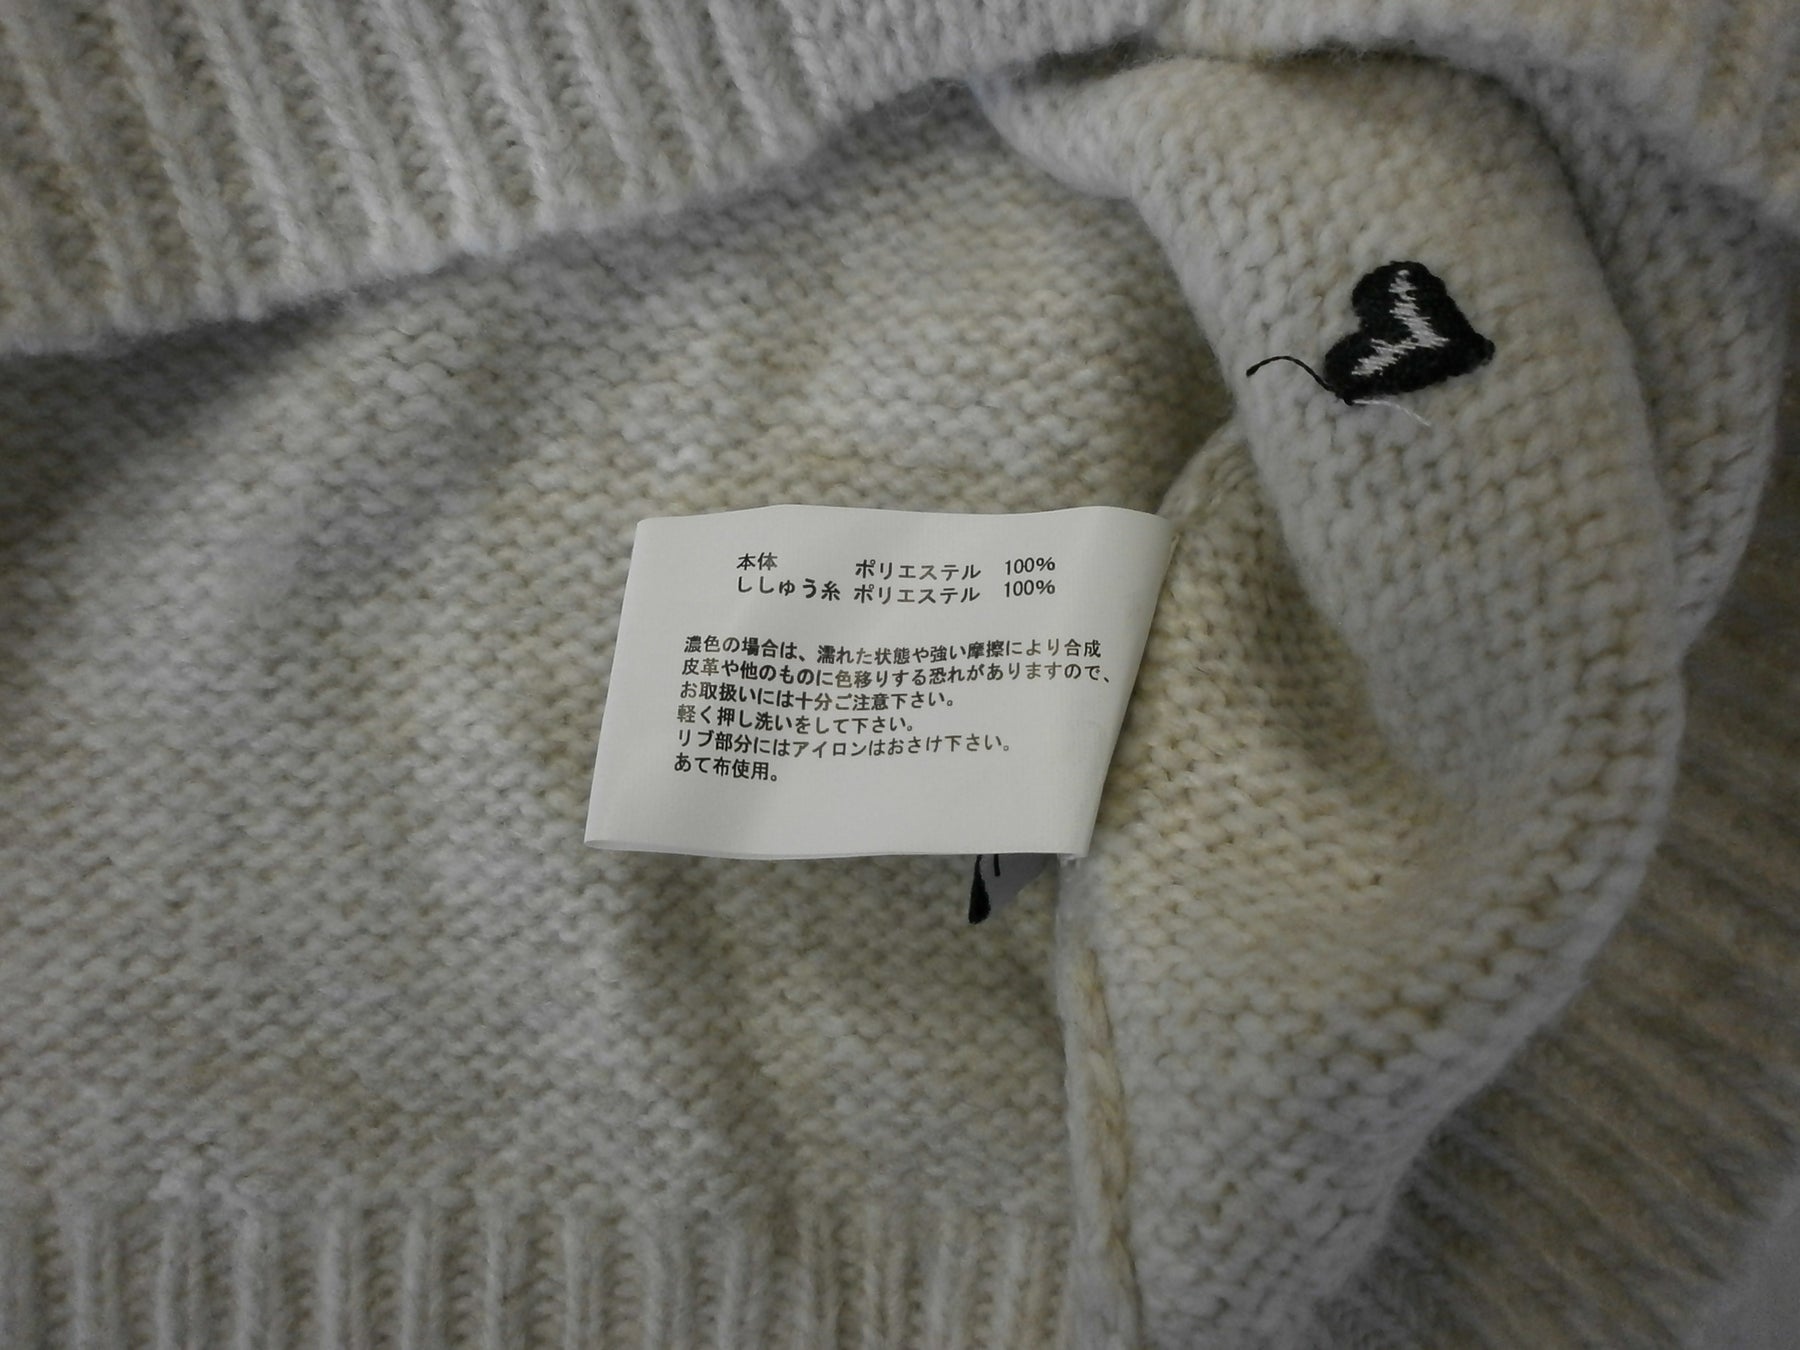 本体 ポリエステル 100%
ししゅう糸 ポリエステル 100%
濃色の場合は、濡れた状態や強い摩擦により合成
皮革や他のものに色移りする恐れがありますので、
お取扱いには十分ご注意下さい。
軽く押し洗いをして下さい。
リブ部分にはアイロンはおさけ下さい。
あて布使用。